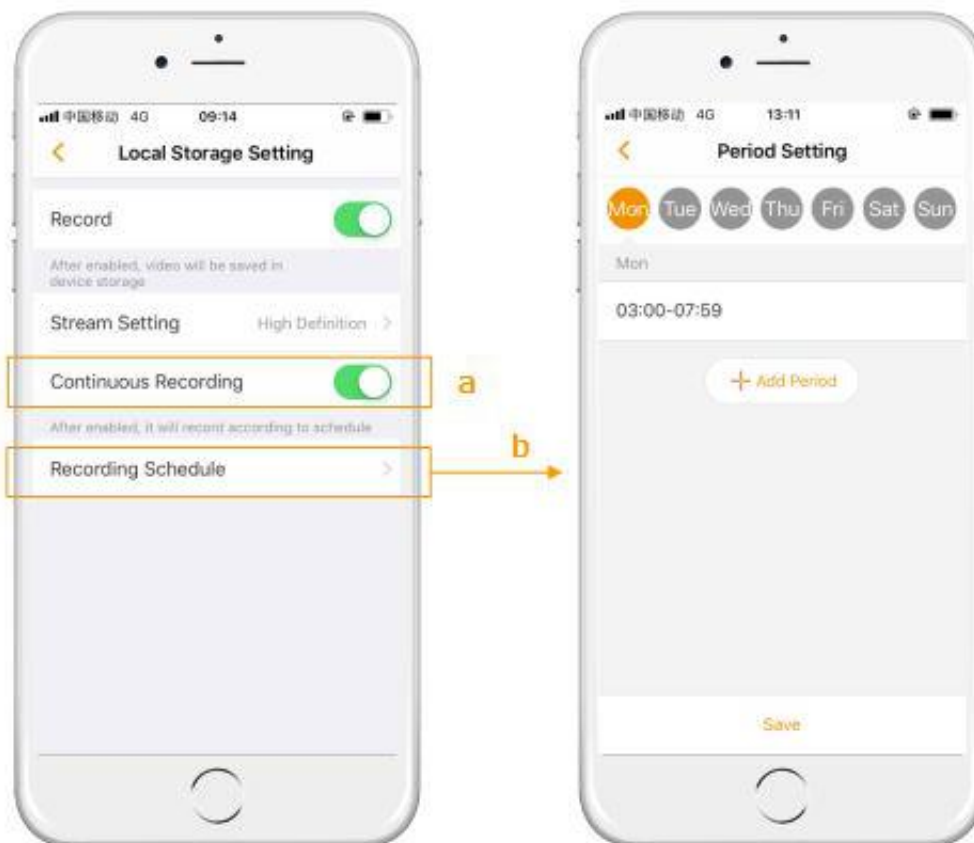 中国移动 4G 09:14
Local Storage Setting
Record
After enabled, video will be saved in
device storage
Stream Setting High Definition >
Continuous Recording
a
After enabled, it will record according to schedule
Recording Schedule >
b
中国移动 4G 13:11
Period Setting
Mon Tue Wed Thu Fri Sat Sun
Mon
03:00-07:59
+ Add Period
Save